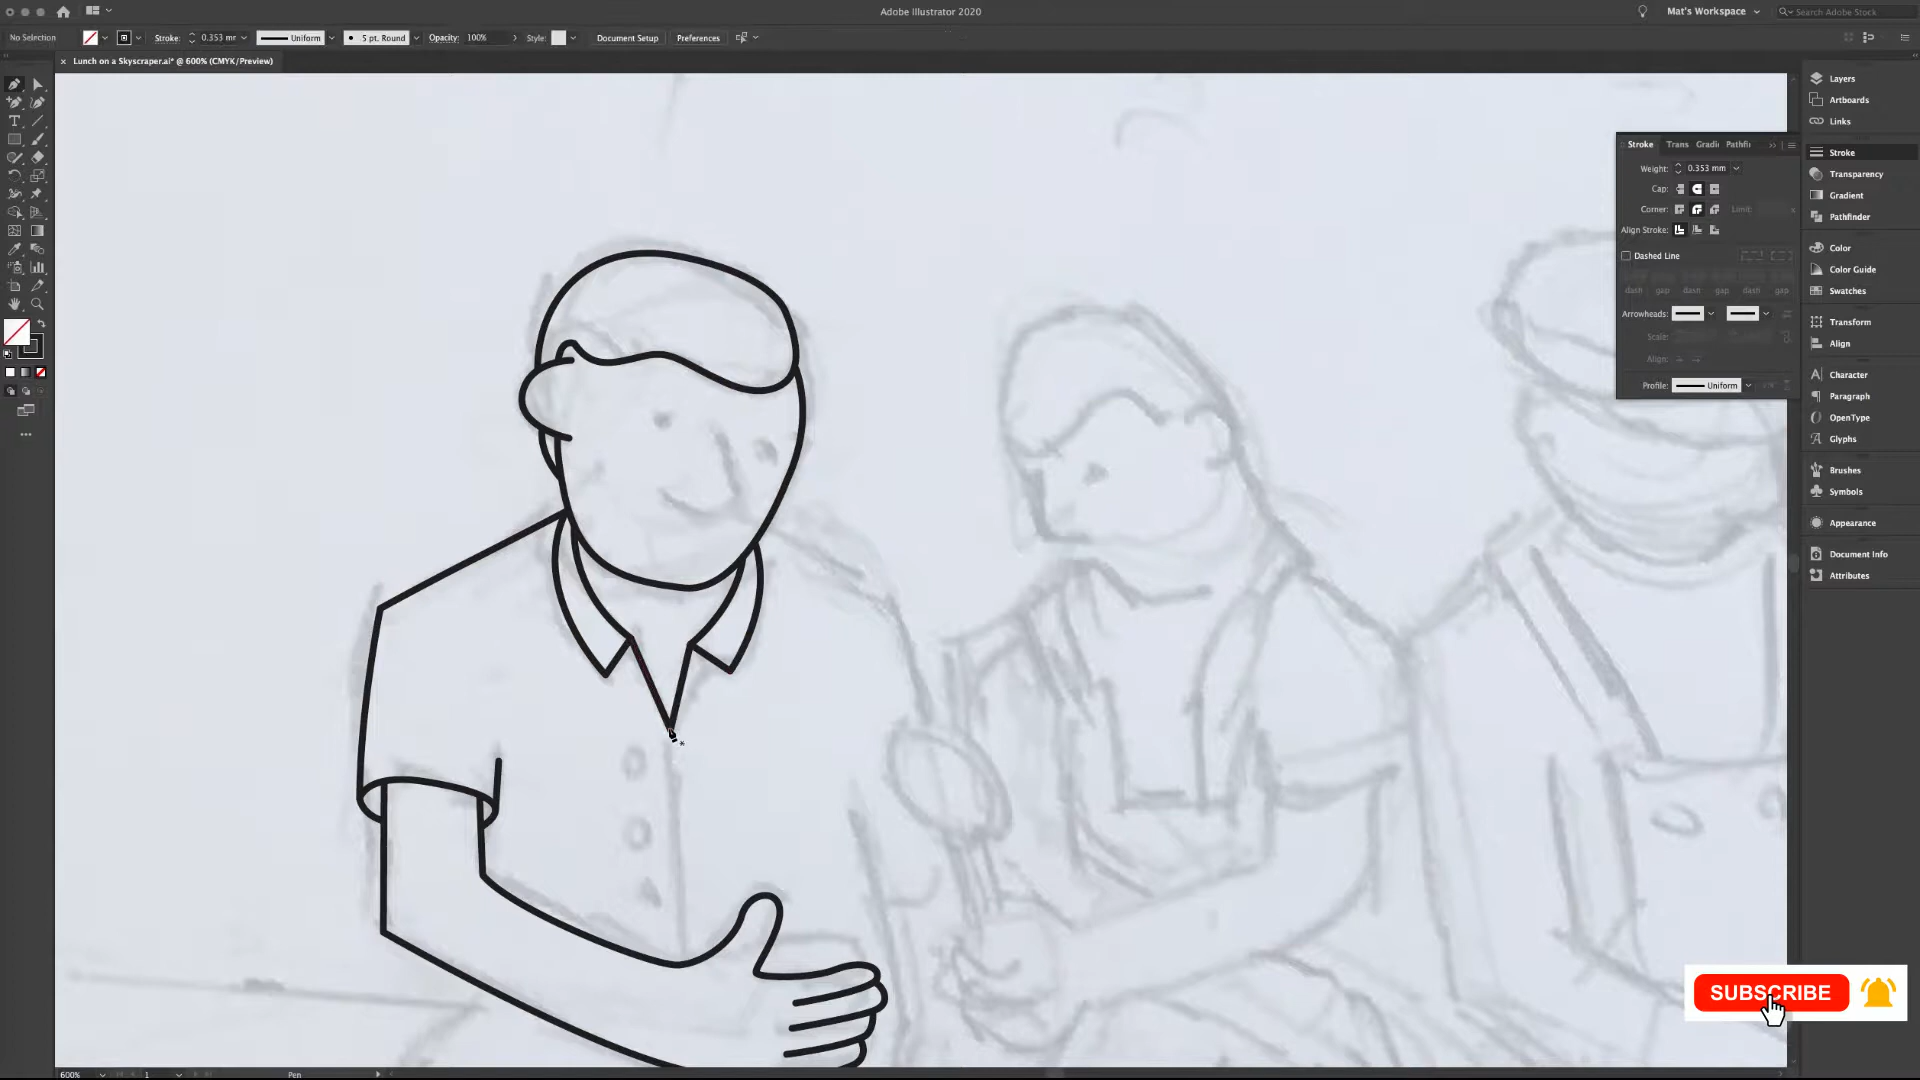 Adobe Illustrator 2020
Mat's Workspace
Search Adobe Stock
No Selection
Stroke:
0.353 mr
Uniform
5 pt. Round
Opacity:
100%
Style:
Document Setup
Preferences
Lunch on a Skyscraper.ai* @ 600% (CMYK/Preview)
Layers
Artboards
Links
Stroke
Transparency
Gradient
Pathfinder
Color
Color Guide
Swatches
Transform
Align
Character
Paragraph
OpenType
Glyphs
Brushes
Symbols
Appearance
Document Info
Attributes
Stroke
Trans
Gradi
Pathfi
Weight:
0.353 mm
Cap:
Corner:
Limit:
Align Stroke:
Dashed Line
dash gap dash gap dash gap
Arrowheads:
Scale:
Align:
Profile:
Uniform
SUBSCRIBE
600%
1
Pen